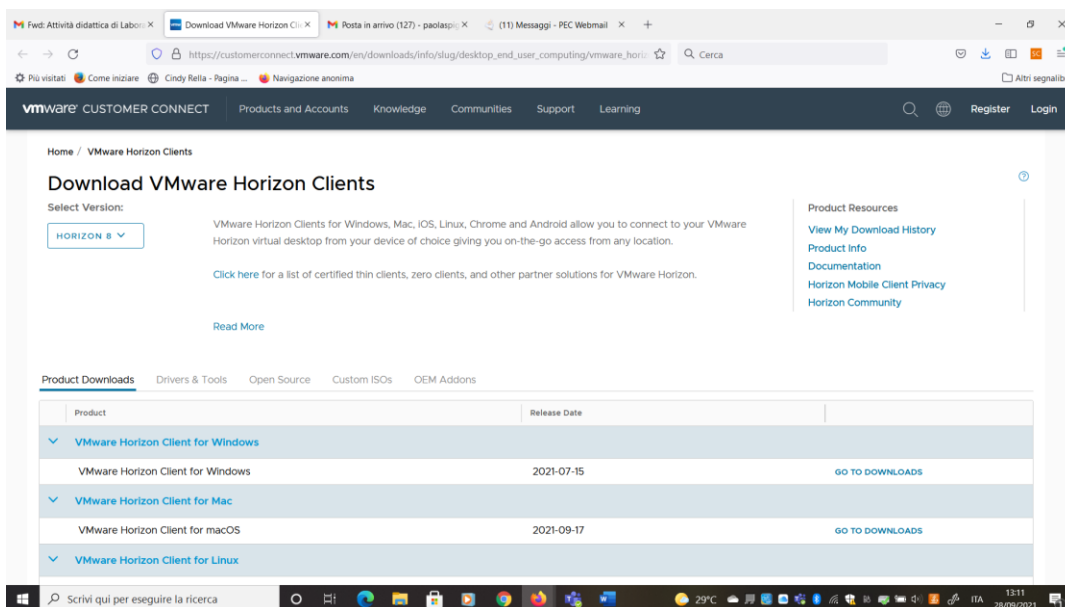 Fwd: Attività didattica di Labor
Download VMware Horizon Cli
Posta in arrivo (127) - paolaspig
(11) Messaggi - PEC Webmail
https://customerconnect.vmware.com/en/downloads/info/slug/desktop_end_user_computing/vmware_horiz
Cerca
Più visitati
Come iniziare
Cindy Rella - Pagina ...
Navigazione anonima
Altri segnalib
vmware CUSTOMER CONNECT
Products and Accounts
Knowledge
Communities
Support
Learning
Register
Login
Home / VMware Horizon Clients
Download VMware Horizon Clients
Select Version:
HORIZON 8
VMware Horizon Clients for Windows, Mac, iOS, Linux, Chrome and Android allow you to connect to your VMware
Horizon virtual desktop from your device of choice giving you on-the-go access from any location.
Click here for a list of certified thin clients, zero clients, and other partner solutions for VMware Horizon.
Read More
Product Resources
View My Download History
Product Info
Documentation
Horizon Mobile Client Privacy
Horizon Community
Product Downloads
Drivers & Tools
Open Source
Custom ISOs
OEM Addons
Product
Release Date
VMware Horizon Client for Windows
VMware Horizon Client for Windows
2021-07-15
GO TO DOWNLOADS
VMware Horizon Client for Mac
VMware Horizon Client for macOS
2021-09-17
GO TO DOWNLOADS
VMware Horizon Client for Linux
Scrivi qui per eseguire la ricerca
29°C
ITA
13:11
28/09/2021